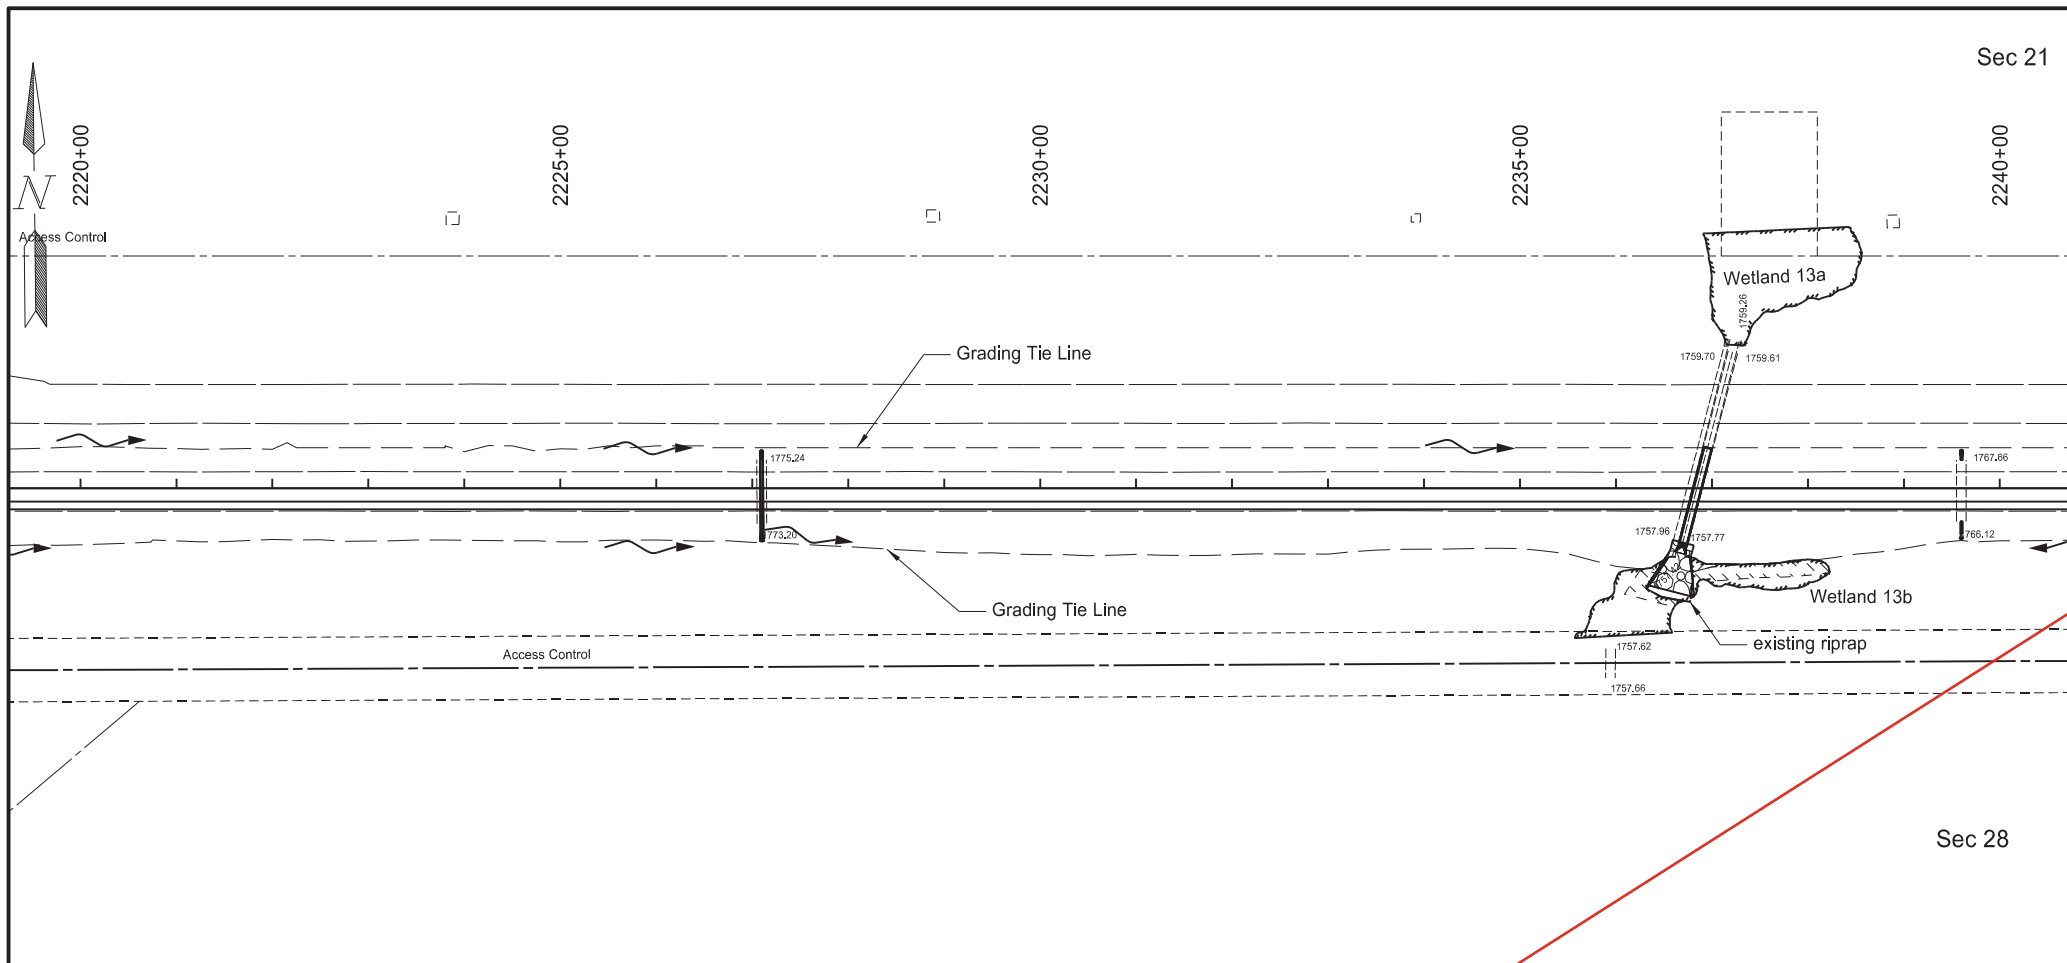 Sec 21
2220+00
2225+00
2230+00
2235+00
2240+00
N
Access Control
Wetland 13a
1759.26
1759.70
1759.61
Grading Tie Line
1775.24
1767.66
1773.20
1757.96
1757.77
766.12
Wetland 13b
Grading Tie Line
existing riprap
Access Control
1757.62
1757.66
Sec 28